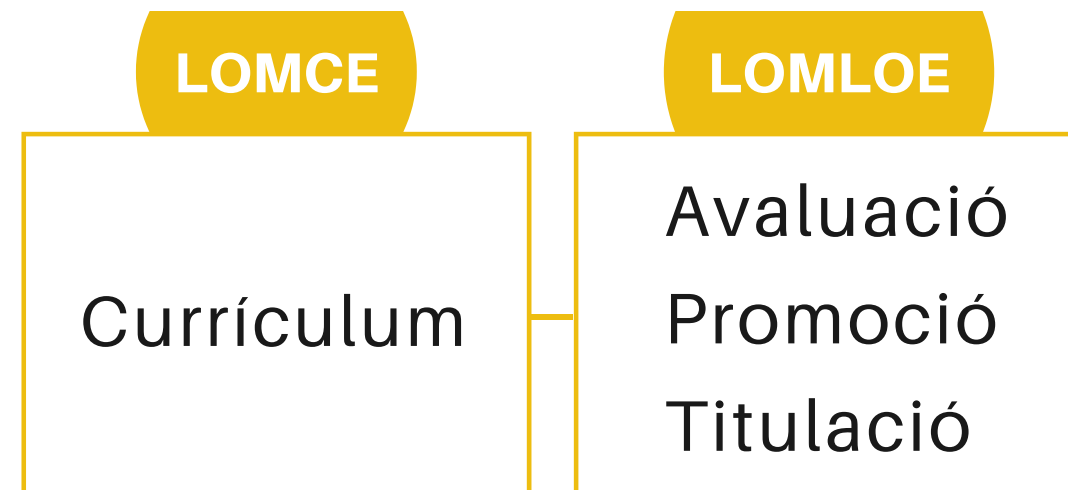 LOMCE
Currículum
LOMLOE
Avaluació
Promoció
Titulació